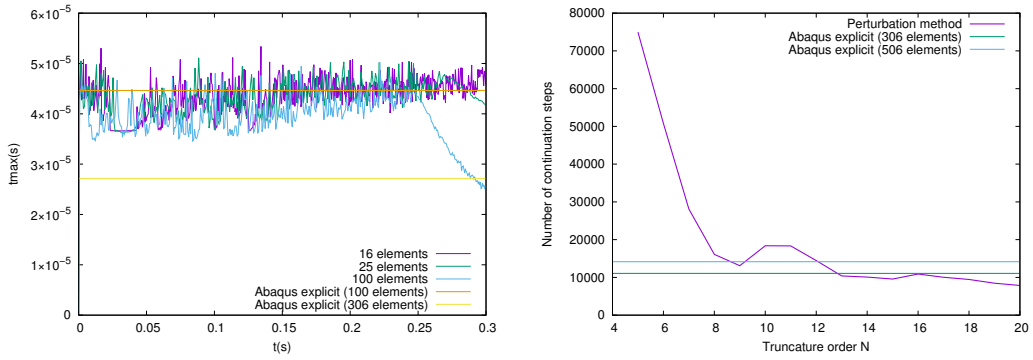 6×10⁻⁵
5×10⁻⁵
4×10⁻⁵
3×10⁻⁵
2×10⁻⁵
1×10⁻⁵
0
tmax(s)
16 elements
25 elements
100 elements
Abaqus explicit (100 elements)
Abaqus explicit (306 elements)
0 0.05 0.1 0.15 0.2 0.25 0.3
t(s)
80000
70000
60000
50000
40000
30000
20000
10000
0
Number of continuation steps
Perturbation method
Abaqus explicit (306 elements)
Abaqus explicit (506 elements)
4 6 8 10 12 14 16 18 20
Truncature order N